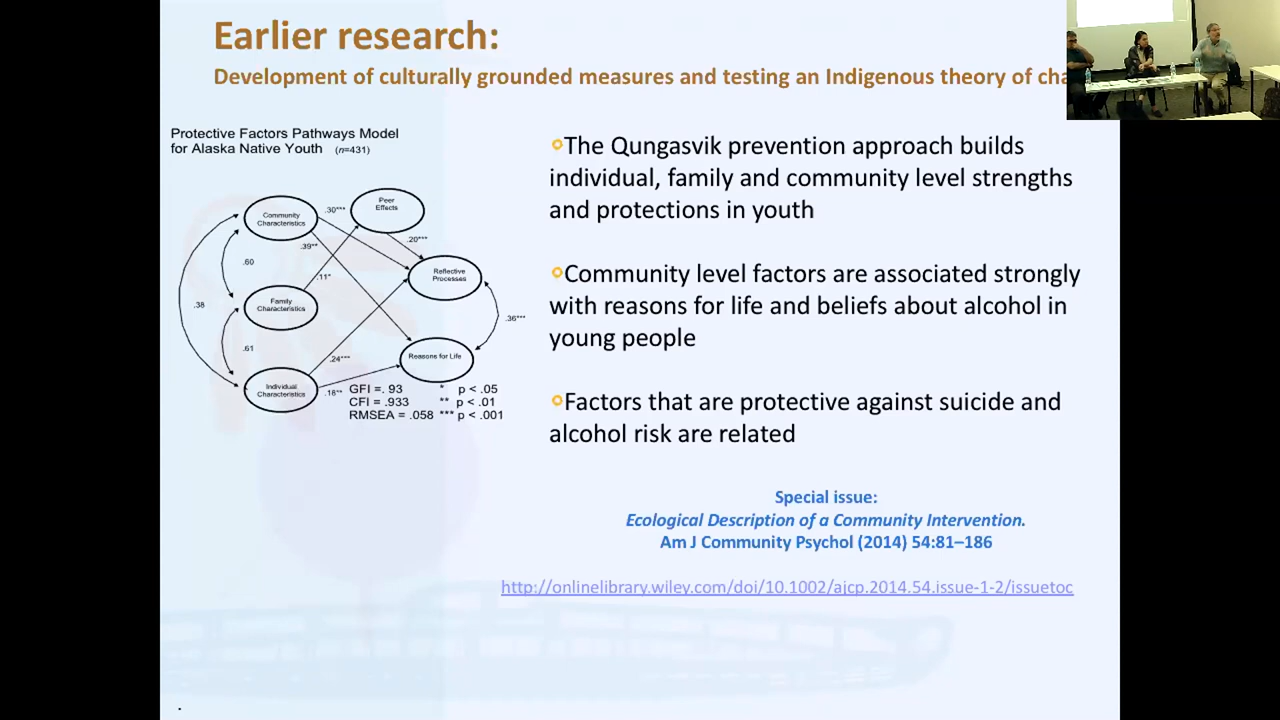 Earlier research:
Development of culturally grounded measures and testing an Indigenous theory of cha
Protective Factors Pathways Model
for Alaska Native Youth (n=431)
Community
Characteristics
Peer
Effects
.30***
.39**
.20***
.60
.11*
Reflective
Processes
Family
Characteristics
.38
.36***
.61
.24***
Reasons for Life
Individual
Characteristics
.18**
GFI =. 93 * p < .05
CFI = .933 ** p < .01
RMSEA = .058 *** p < .001
The Qungasvik prevention approach builds
individual, family and community level strengths
and protections in youth
Community level factors are associated strongly
with reasons for life and beliefs about alcohol in
young people
Factors that are protective against suicide and
alcohol risk are related
Special issue:
Ecological Description of a Community Intervention.
Am J Community Psychol (2014) 54:81–186
http://onlinelibrary.wiley.com/doi/10.1002/ajcp.2014.54.issue-1-2/issuetoc
.